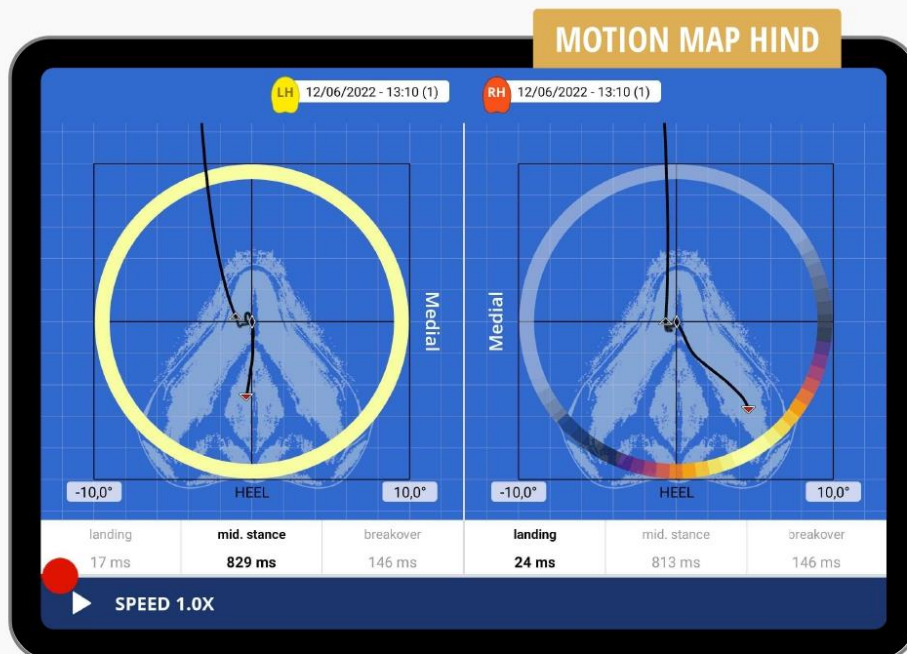 MOTION MAP HIND
LH 12/06/2022 - 13:10 (1)
RH 12/06/2022 - 13:10 (1)
Medial
Medial
-10,0° HEEL 10,0°
-10,0° HEEL 10,0°
landing mid. stance breakover
17 ms 829 ms 146 ms
landing mid. stance breakover
24 ms 813 ms 146 ms
SPEED 1.0X